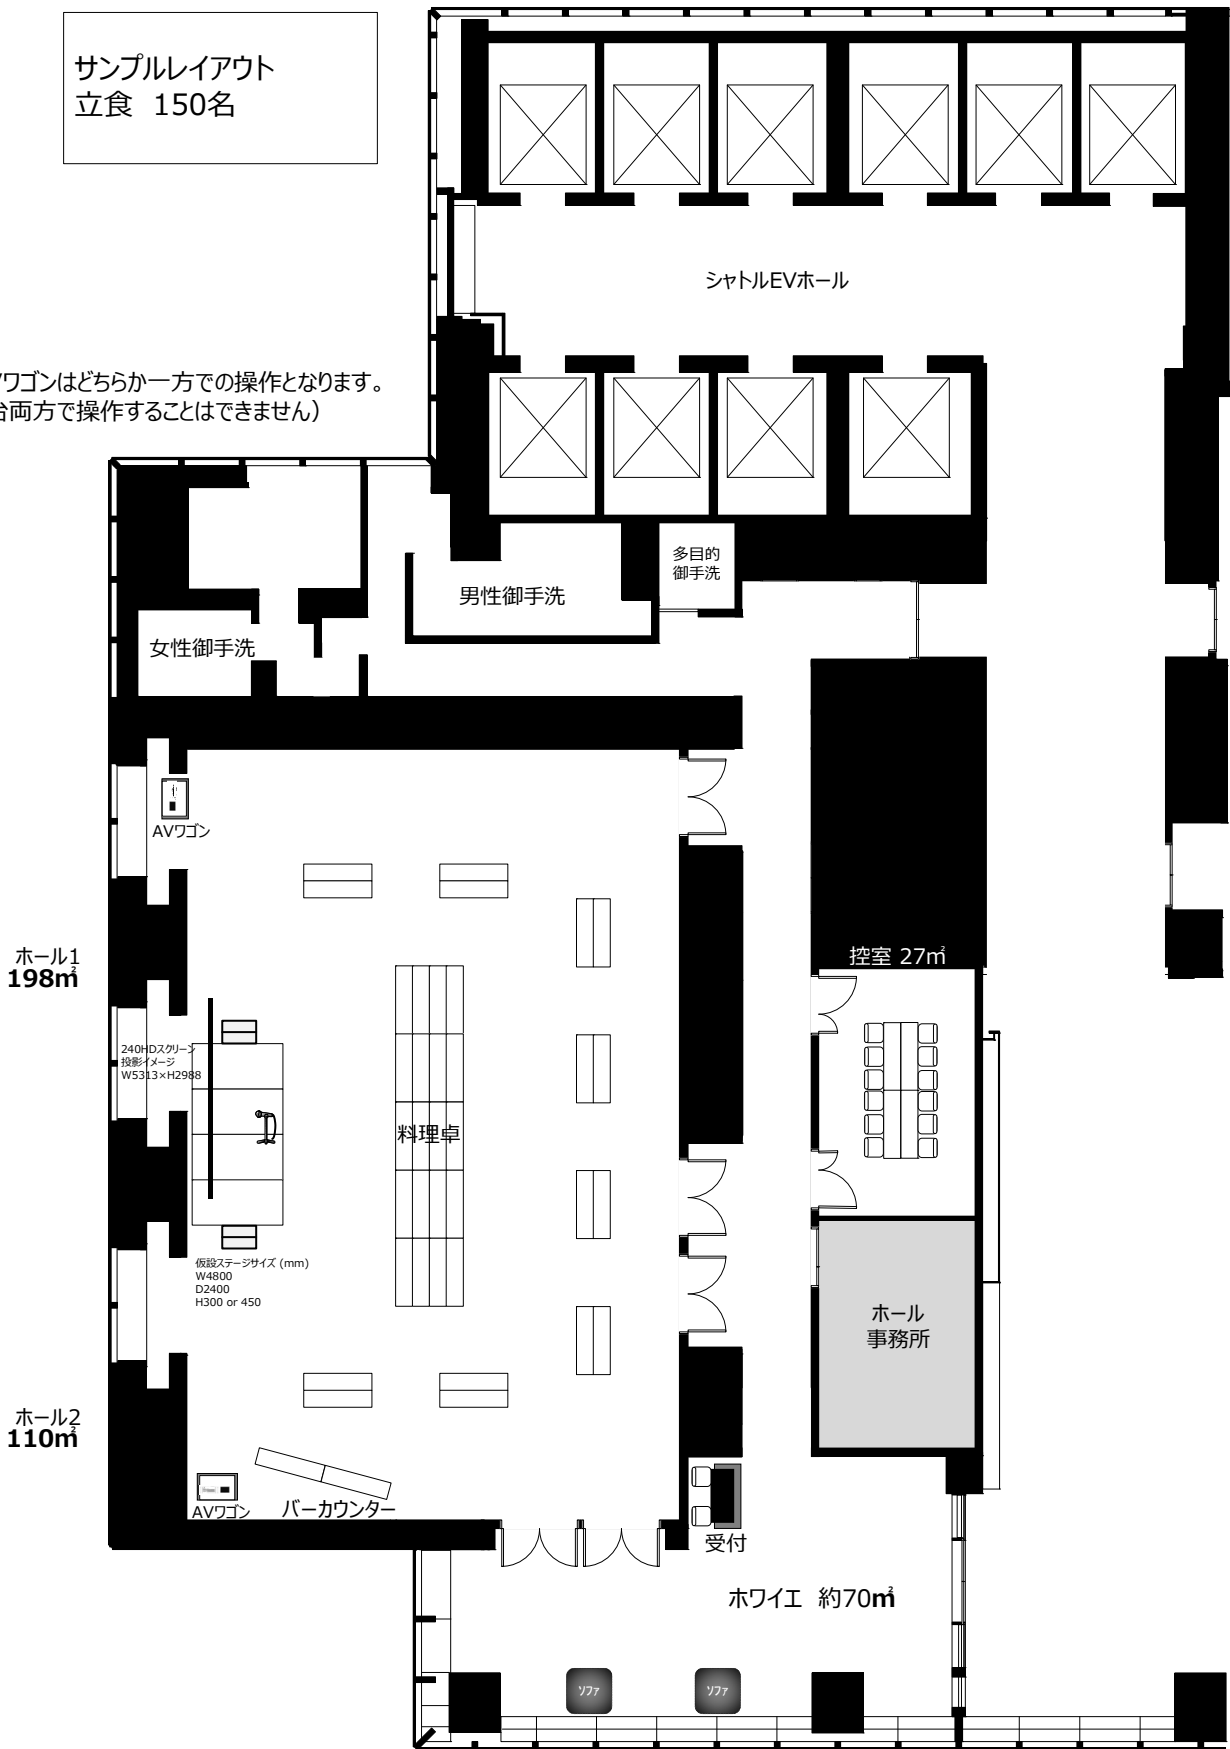 サンプルレイアウト
立食 150名
シャトルEVホール
ワゴンはどちらか一方での操作となります。
台両方で操作することはできません）
多目的
御手洗
男性御手洗
女性御手洗
AVワゴン
ホール1
198㎡
控室 27㎡
240HDスクリーン
投影イメージ
W5313×H2988
料理卓
仮設ステージサイズ (mm)
W4800
D2400
H300 or 450
ホール
事務所
ホール2
110㎡
AVワゴン
バーカウンター
受付
ホワイエ 約70㎡
ソファ
ソファ